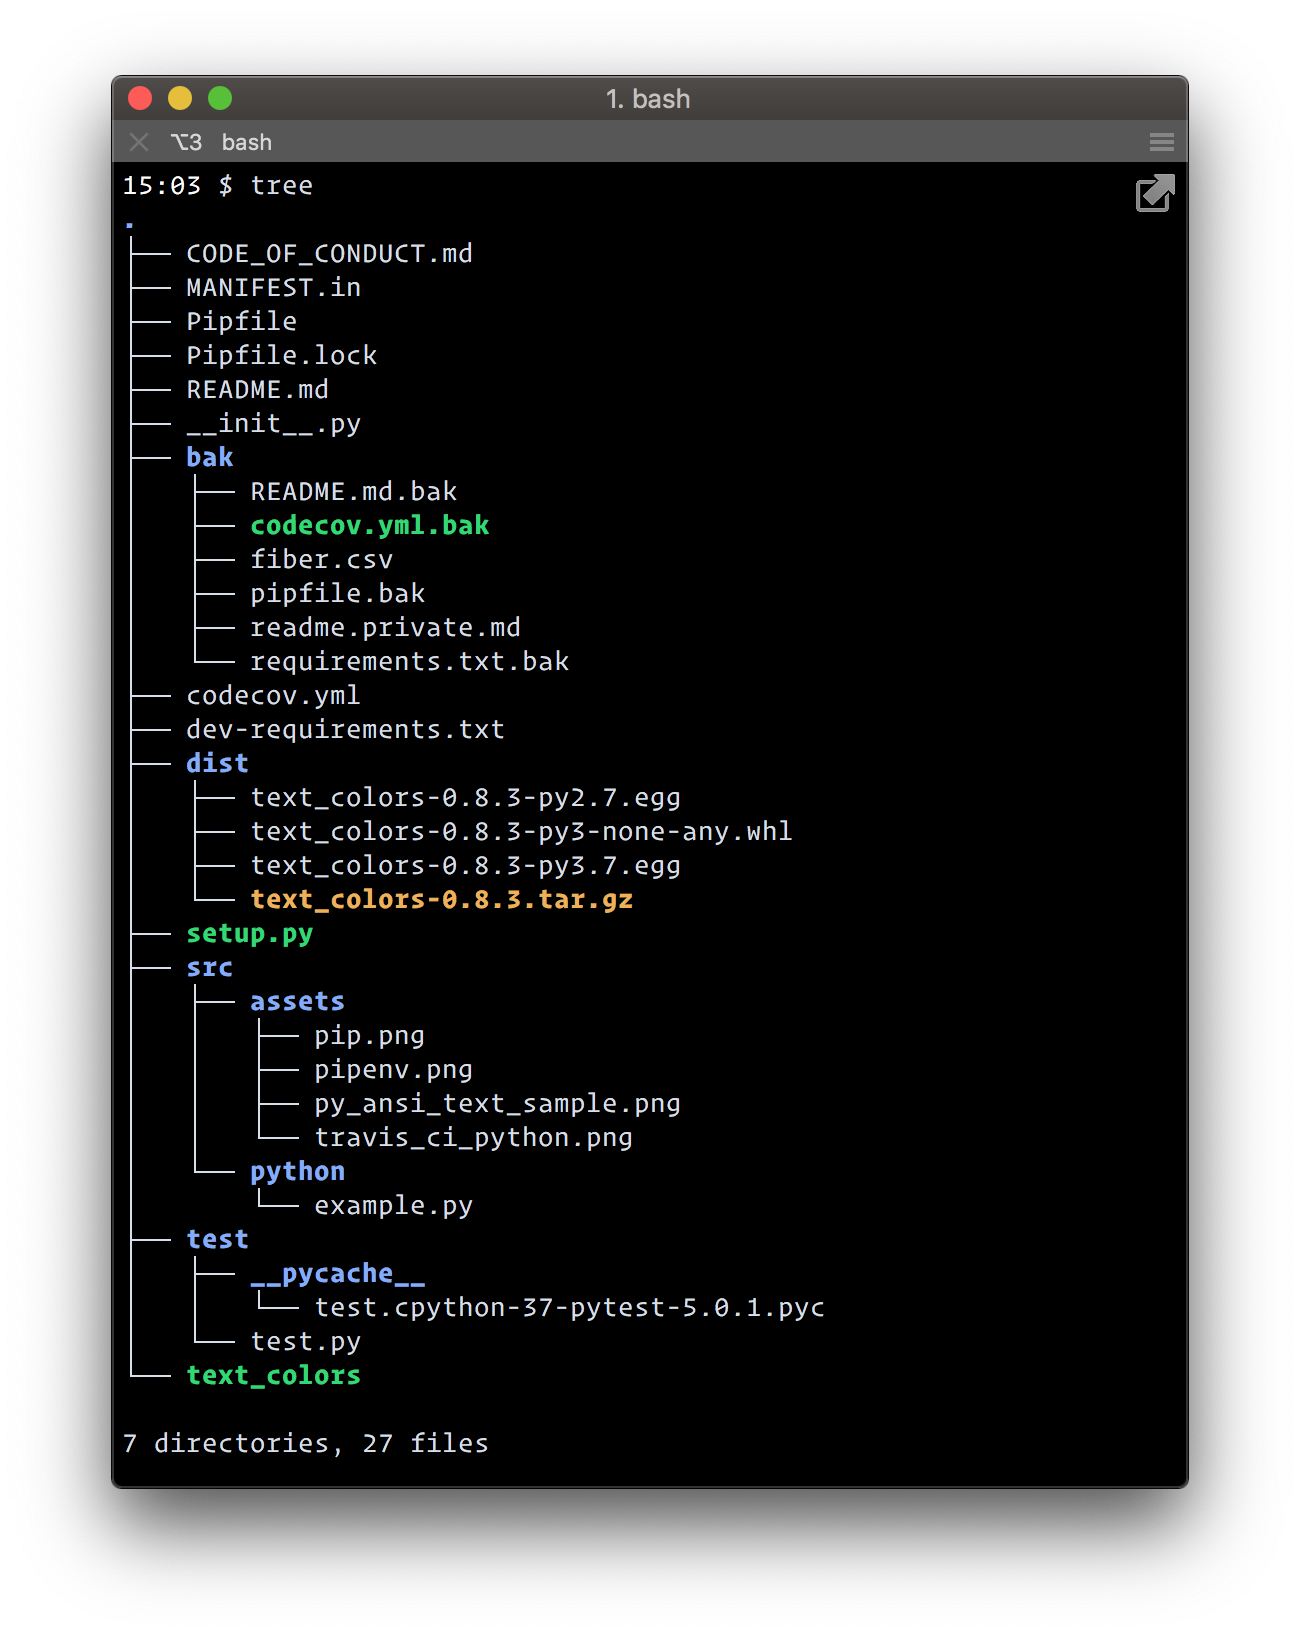 1. bash
⌥3 bash
15:03 $ tree
.
├── CODE_OF_CONDUCT.md
├── MANIFEST.in
├── Pipfile
├── Pipfile.lock
├── README.md
├── __init__.py
├── bak
│   ├── README.md.bak
│   ├── codecov.yml.bak
│   ├── fiber.csv
│   ├── pipfile.bak
│   ├── readme.private.md
│   └── requirements.txt.bak
├── codecov.yml
├── dev-requirements.txt
├── dist
│   ├── text_colors-0.8.3-py2.7.egg
│   ├── text_colors-0.8.3-py3-none-any.whl
│   ├── text_colors-0.8.3-py3.7.egg
│   └── text_colors-0.8.3.tar.gz
├── setup.py
├── src
│   ├── assets
│   │   ├── pip.png
│   │   ├── pipenv.png
│   │   ├── py_ansi_text_sample.png
│   │   └── travis_ci_python.png
│   └── python
│       └── example.py
├── test
│   ├── __pycache__
│   │   └── test.cpython-37-pytest-5.0.1.pyc
│   └── test.py
└── text_colors
7 directories, 27 files